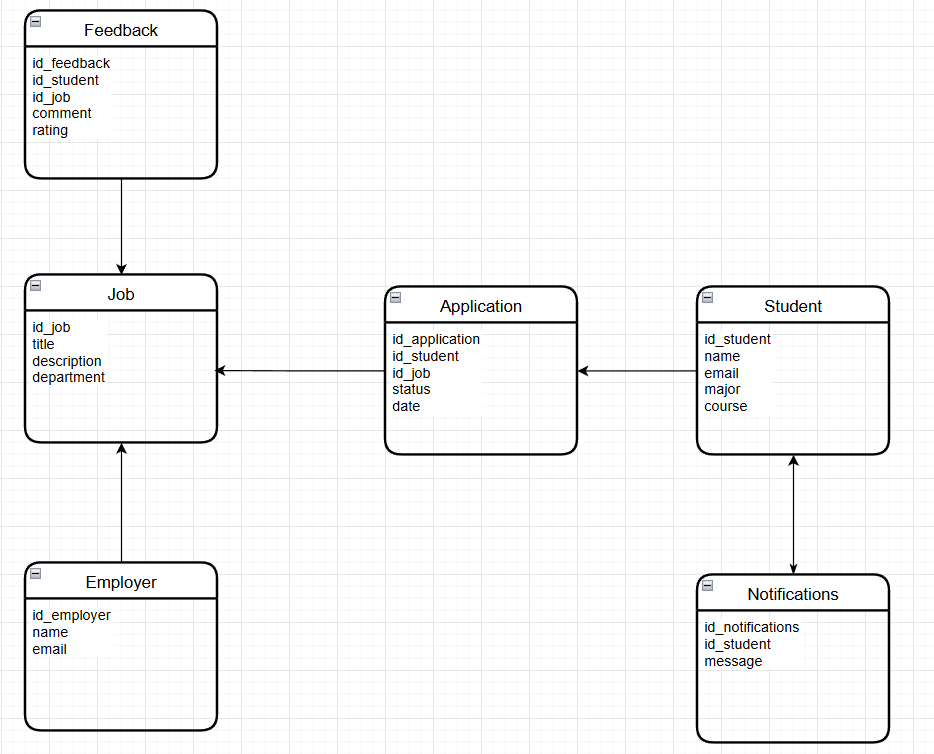 Feedback
id_feedback
id_student
id_job
comment
rating
Job
id_job
title
description
department
Application
id_application
id_student
id_job
status
date
Student
id_student
name
email
major
course
Employer
id_employer
name
email
Notifications
id_notifications
id_student
message